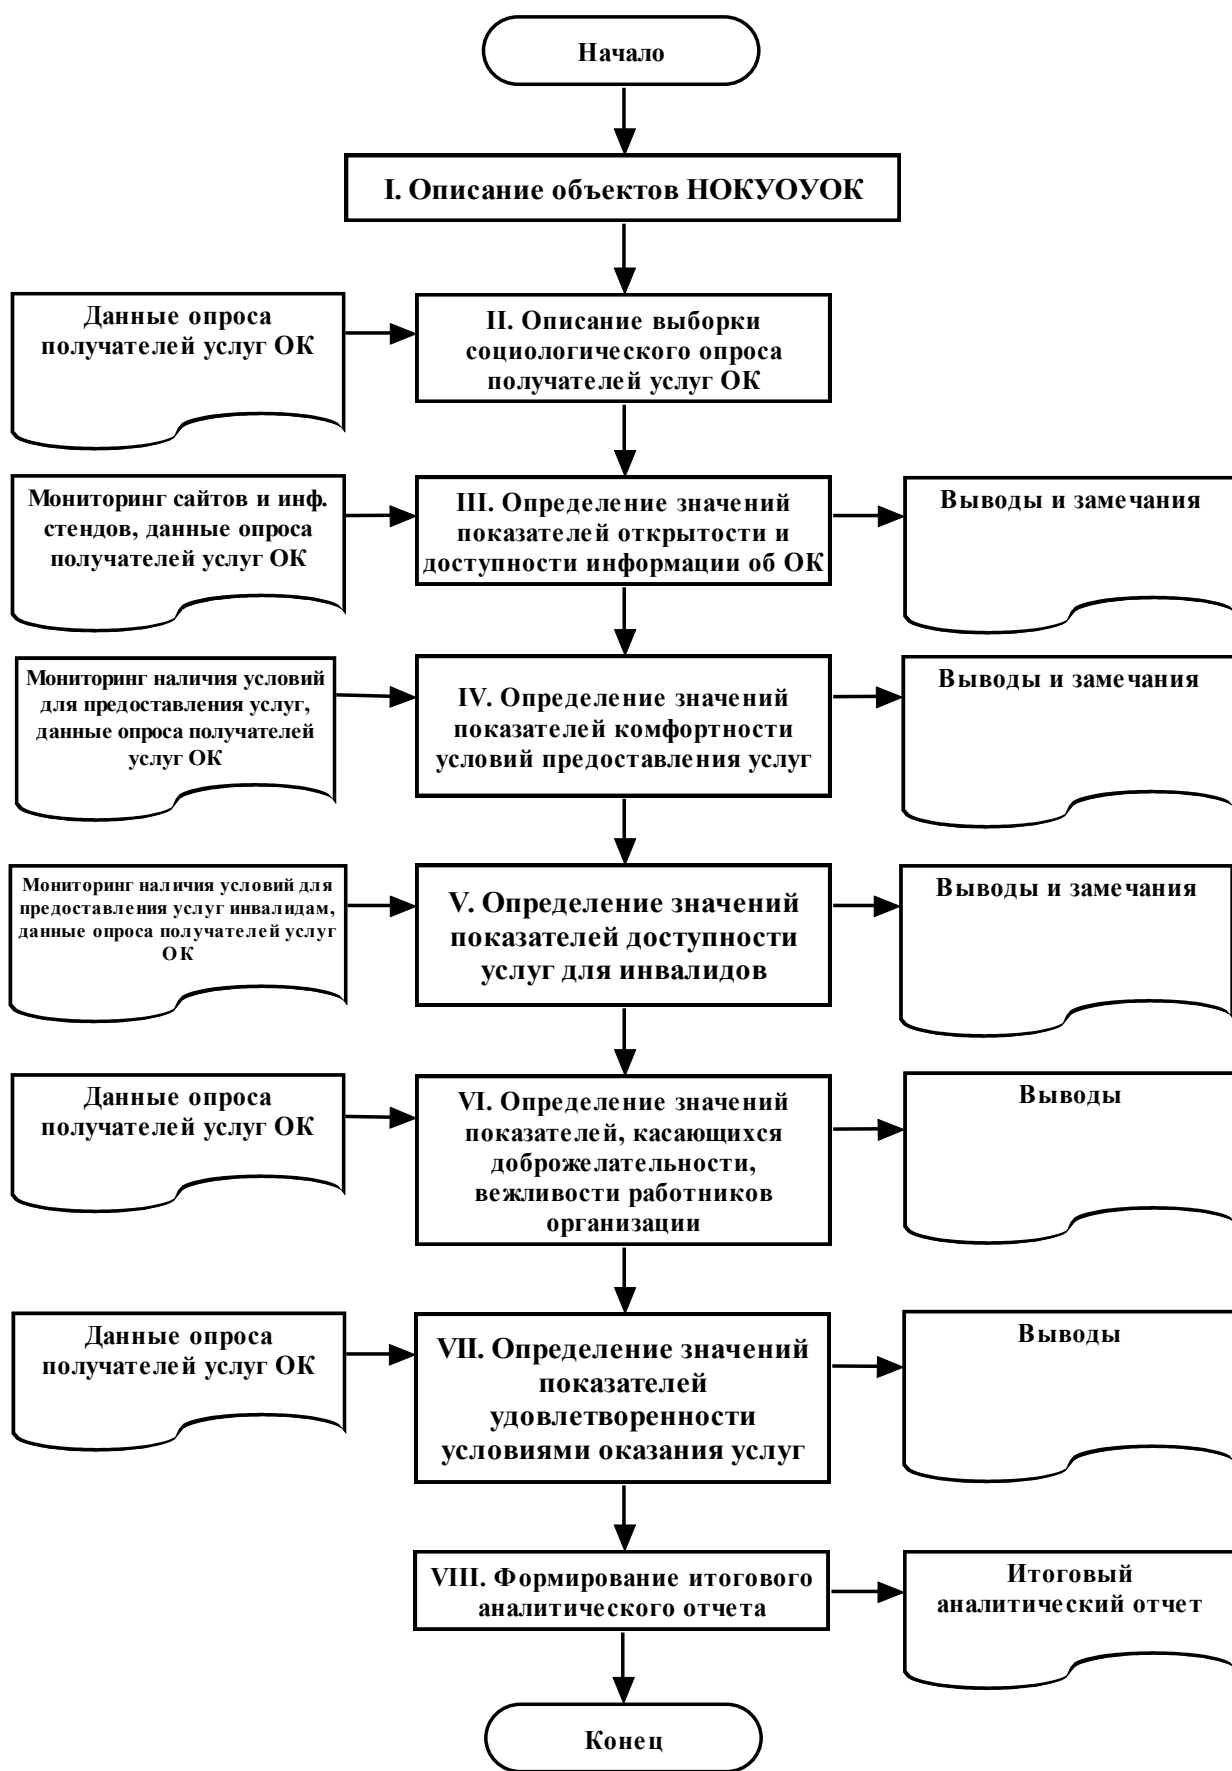 Начало
I. Описание объектов НОКУОУОК
Данные опроса
получателей услуг ОК
II. Описание выборки
социологического опроса
получателей услуг ОК
Мониторинг сайтов и инф.
стендов, данные опроса
получателей услуг ОК
III. Определение значений
показателей открытости и
доступности информации об ОК
Выводы и замечания
Мониторинг наличия условий
для предоставления услуг,
данные опроса получателей
услуг ОК
IV. Определение значений
показателей комфортности
условий предоставления услуг
Выводы и замечания
Мониторинг наличия условий для
предоставления услуг инвалидам,
данные опроса получателей услуг
ОК
V. Определение значений
показателей доступности
услуг для инвалидов
Выводы и замечания
Данные опроса
получателей услуг ОК
VI. Определение значений
показателей, касающихся
доброжелательности,
вежливости работников
организации
Выводы
Данные опроса
получателей услуг ОК
VII. Определение значений
показателей
удовлетворенности
условиями оказания услуг
Выводы
VIII. Формирование итогового
аналитического отчета
Итоговый
аналитический отчет
Конец